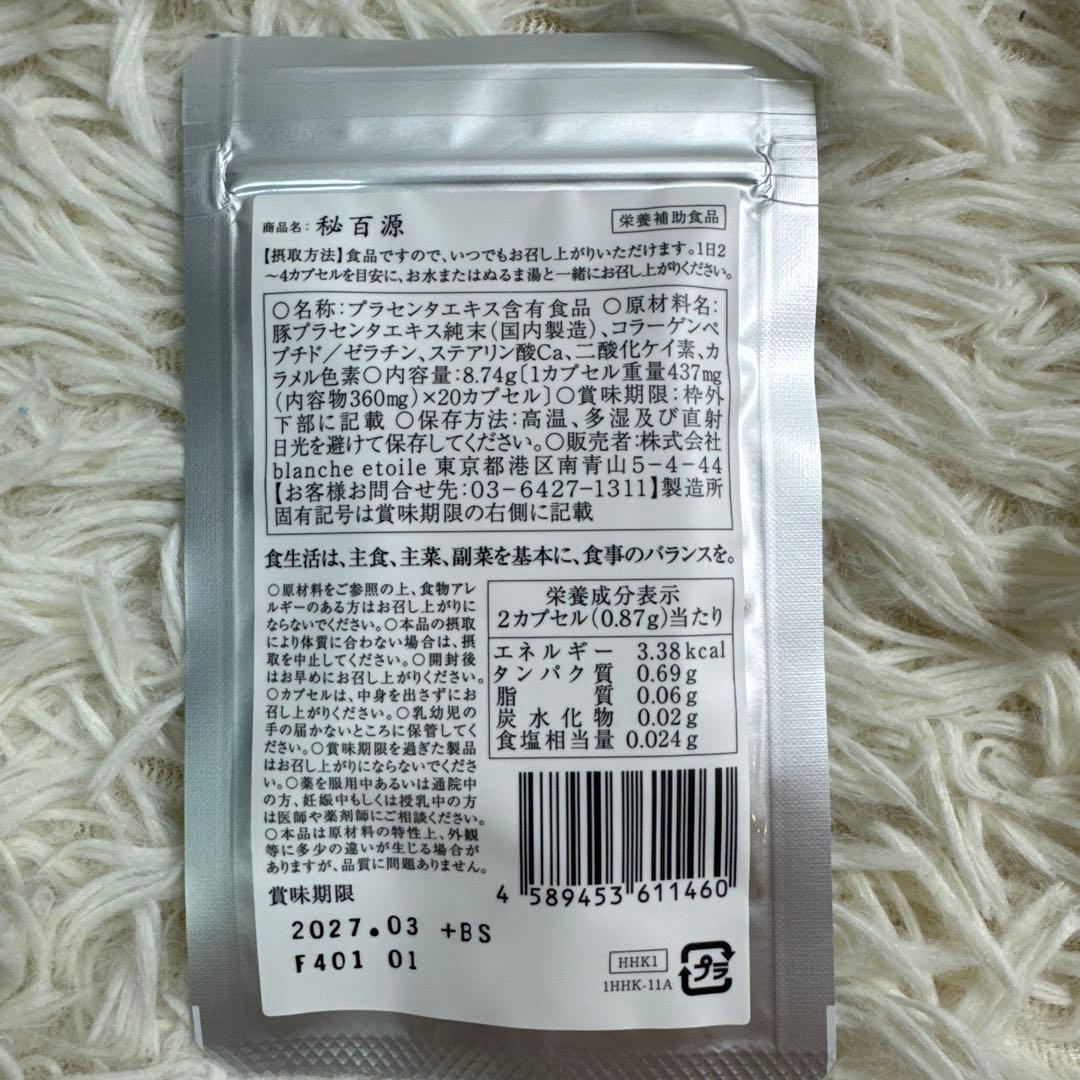 商品名: 秘百源
栄養補助食品
【摂取方法】食品ですので、いつでもお召し上がりいただけます。1日2
〜4カプセルを目安に、お水またはぬるま湯と一緒にお召し上がりください。
○名称:プラセンタエキス含有食品 ○原材料名:
豚プラセンタエキス純末(国内製造)、コラーゲンペ
プチド/ゼラチン、ステアリン酸Ca、二酸化ケイ素、カ
ラメル色素○内容量:8.74g〔1カプセル重量437mg
(内容物360mg)×20カプセル〕○賞味期限:枠外
下部に記載 ○保存方法:高温、多湿及び直射
日光を避けて保存してください。○販売者:株式会社
blanche etoile 東京都港区南青山5-4-44
【お客様お問合せ先:03-6427-1311】製造所
固有記号は賞味期限の右側に記載
食生活は、主食、主菜、副菜を基本に、食事のバランスを。
○原材料をご参照の上、食物アレ
ルギーのある方はお召し上がりに
ならないでください。○本品の摂取
により体質に合わない場合は、摂
取を中止してください。○開封後
はお早めにお召し上がりください。
○カプセルは、中身を出さずにお
召し上がりください。○乳幼児の
手の届かないところに保管してく
ださい。○賞味期限を過ぎた製品
はお召し上がりにならないでくださ
い。○薬を服用中あるいは通院中
の方、妊娠中もしくは授乳中の方
は医師や薬剤師にご相談ください。
○本品は原材料の特性上、外観
等に多少の違いが生じる場合が
ありますが、品質に問題ありません。
栄養成分表示
2カプセル(0.87g)当たり
エネルギー 3.38kcal
タンパク質 0.69g
脂質 0.06g
炭水化物 0.02g
食塩相当量 0.024g
4 589453 611460
賞味期限
2027.03 +BS
F401 01
HHK1
1HHK-11A
プラ